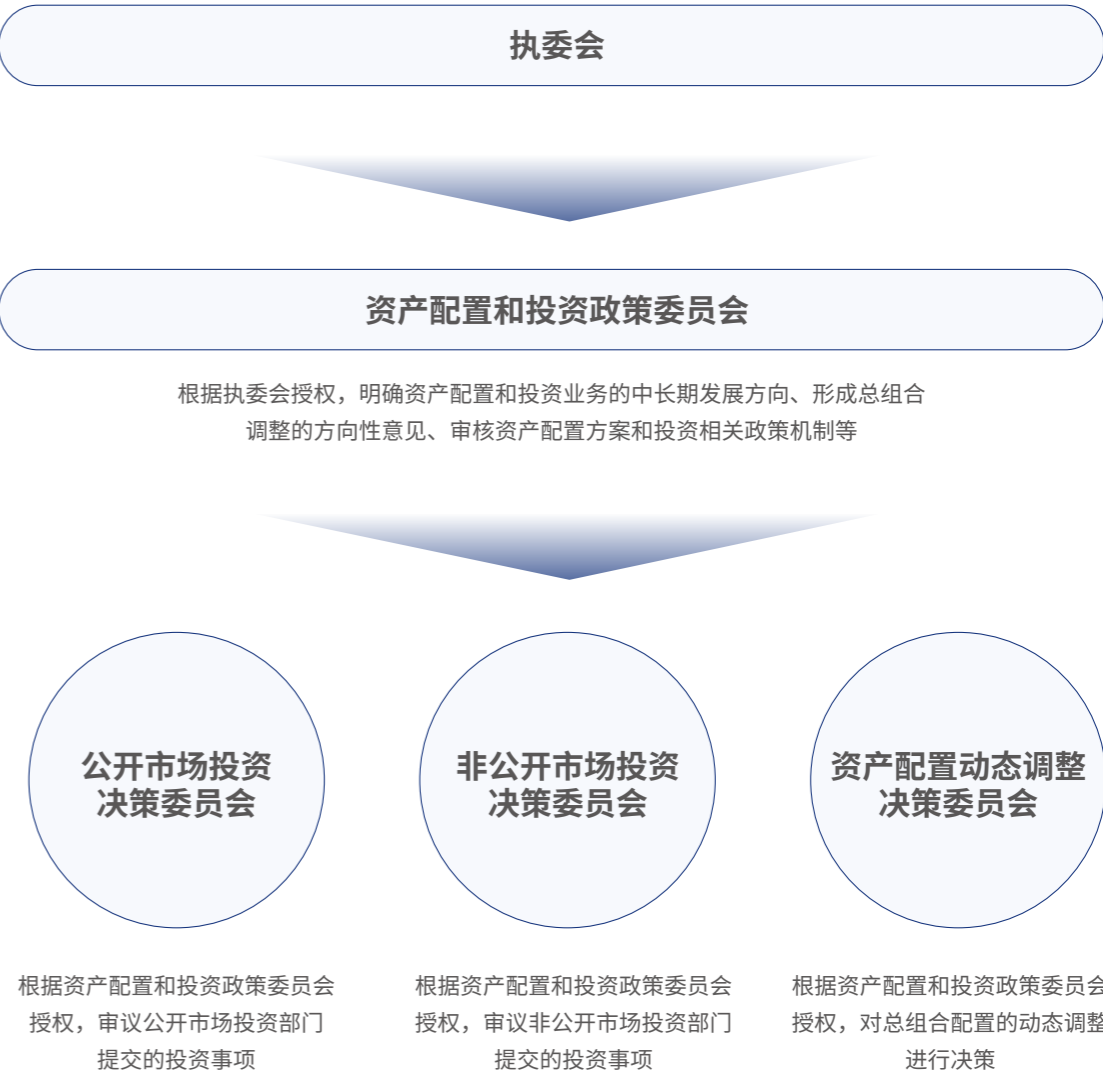 执委会
资产配置和投资政策委员会
根据执委会授权，明确资产配置和投资业务的中长期发展方向、形成总组合
调整的方向性意见、审核资产配置方案和投资相关政策机制等
公开市场投资
决策委员会
非公开市场投资
决策委员会
资产配置动态调整
决策委员会
根据资产配置和投资政策委员会
授权，审议公开市场投资部门
提交的投资事项
根据资产配置和投资政策委员会
授权，审议非公开市场投资部门
提交的投资事项
根据资产配置和投资政策委员会
授权，对总组合配置的动态调整
进行决策